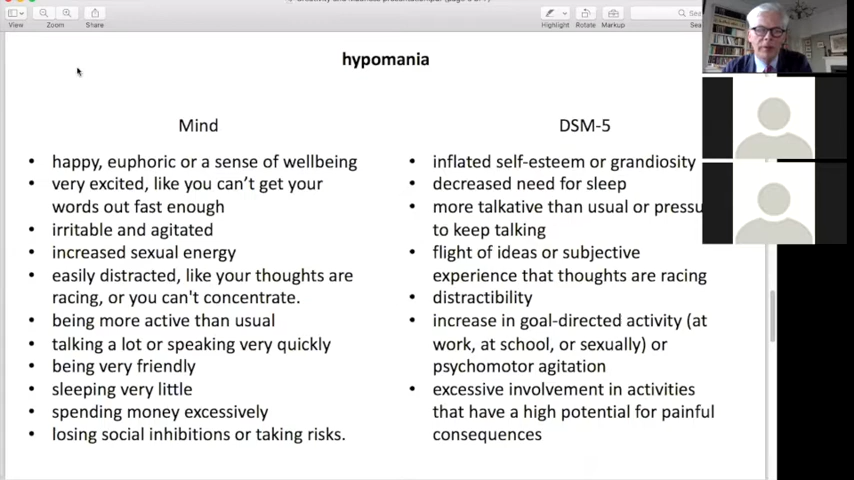 View
Zoom
Share
Highlight
Rotate
Markup
Sea
Sea
hypomania
Mind
• happy, euphoric or a sense of wellbeing
• very excited, like you can’t get your
words out fast enough
• irritable and agitated
• increased sexual energy
• easily distracted, like your thoughts are
racing, or you can't concentrate.
• being more active than usual
• talking a lot or speaking very quickly
• being very friendly
• sleeping very little
• spending money excessively
• losing social inhibitions or taking risks.
DSM-5
• inflated self-esteem or grandiosity
• decreased need for sleep
• more talkative than usual or pressu
to keep talking
• flight of ideas or subjective
experience that thoughts are racing
• distractibility
• increase in goal-directed activity (at
work, at school, or sexually) or
psychomotor agitation
• excessive involvement in activities
that have a high potential for painful
consequences